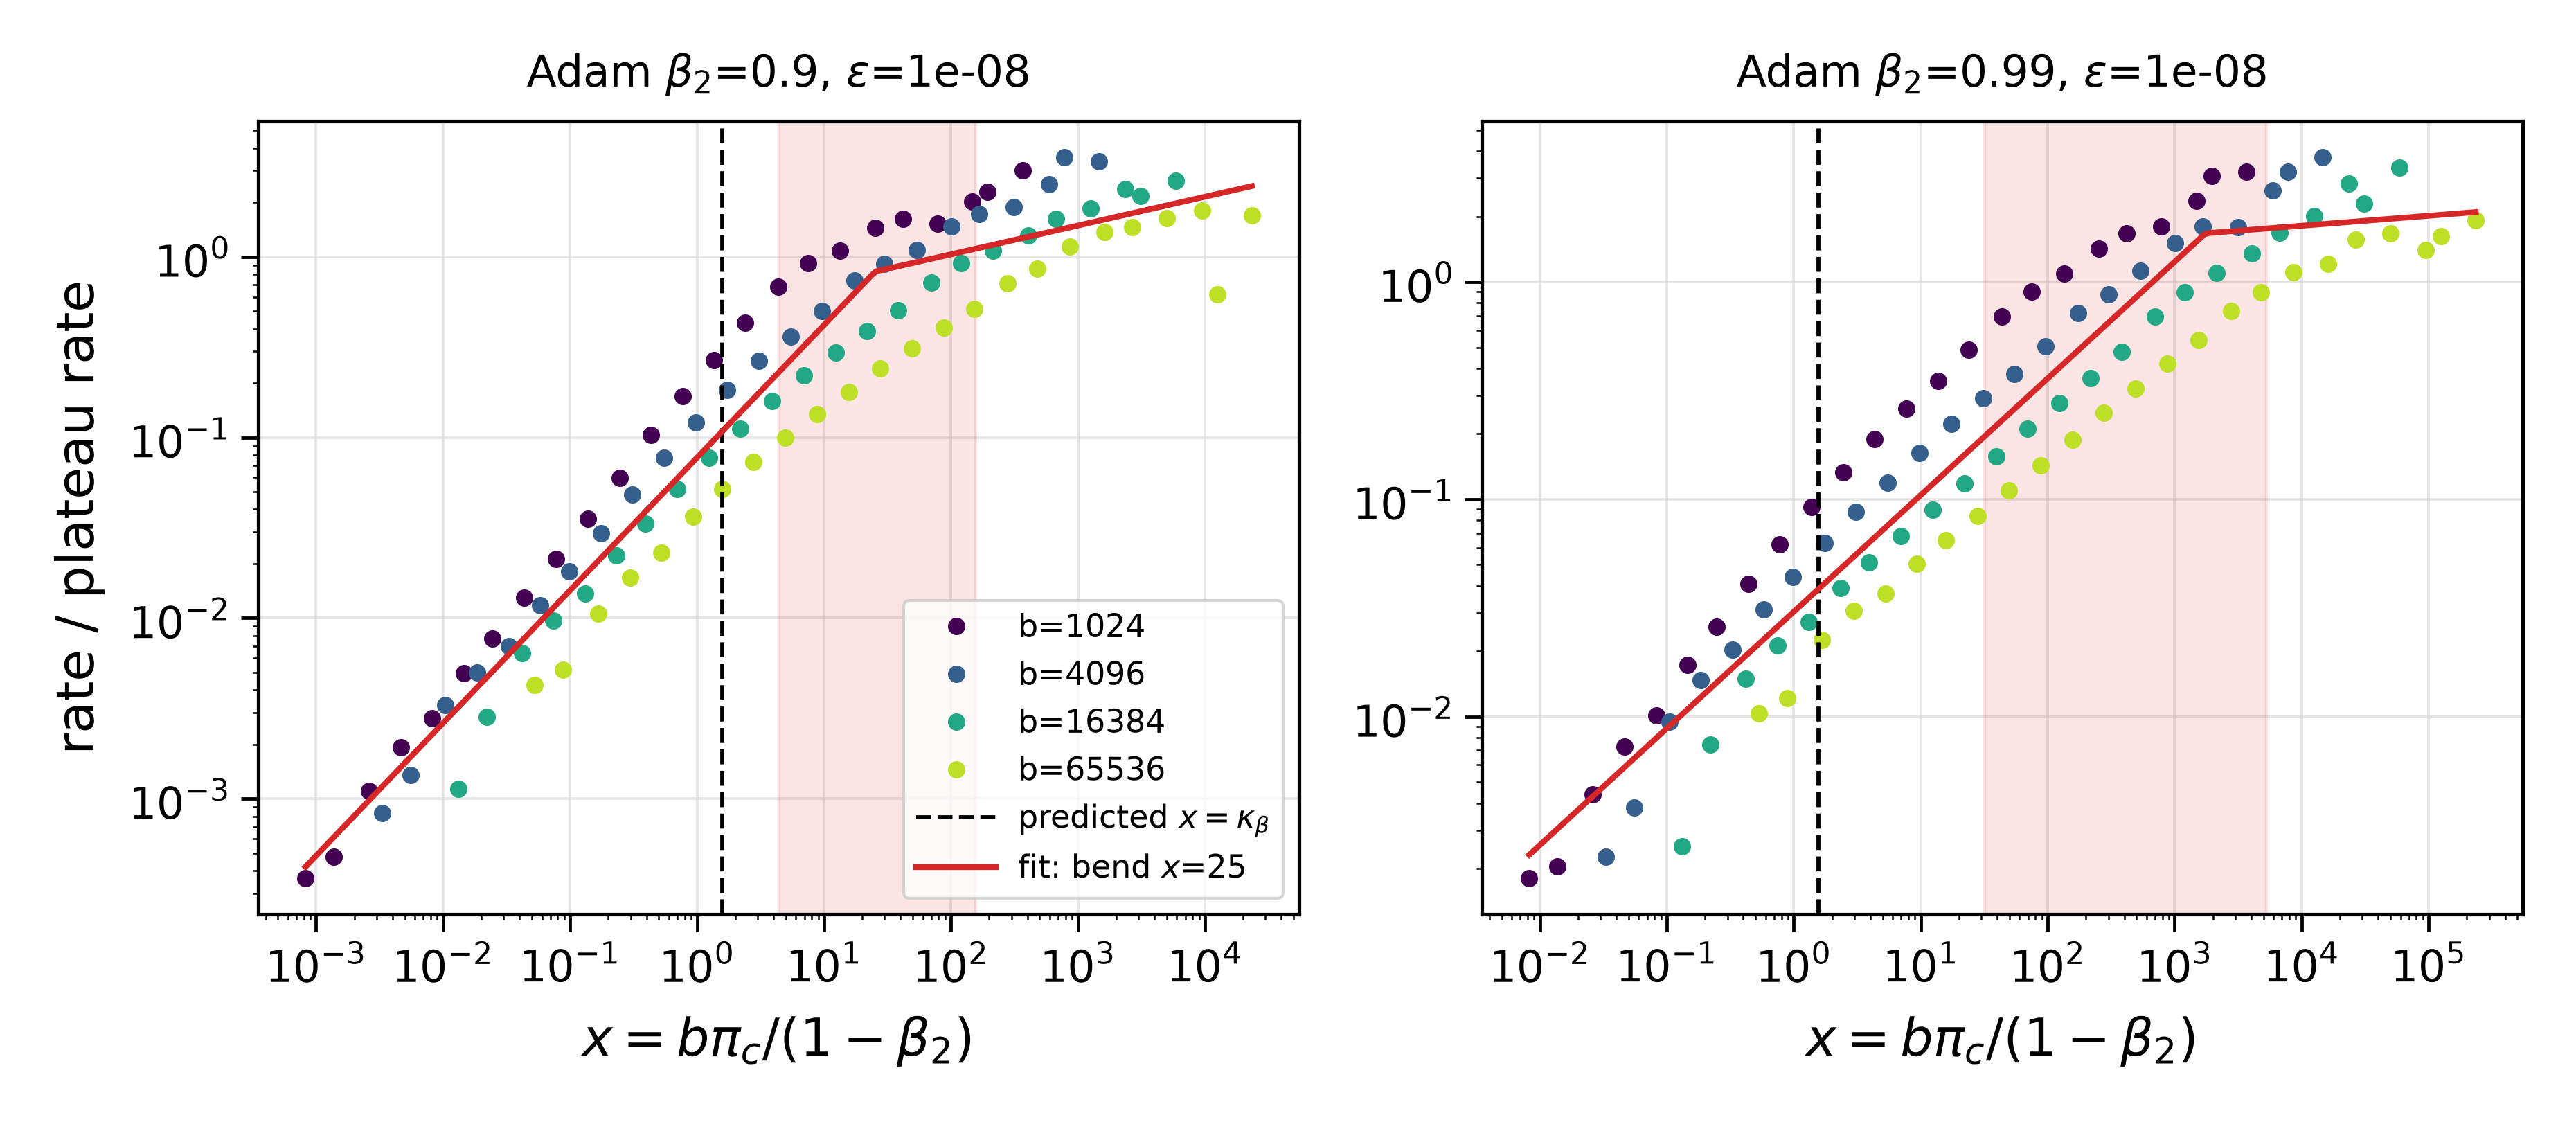 Adam β₂=0.9, ε=1e-08
rate / plateau rate
10⁰
10⁻¹
10⁻²
10⁻³
b=1024
b=4096
b=16384
b=65536
predicted x = κ_β
fit: bend x=25
10⁻³ 10⁻² 10⁻¹ 10⁰ 10¹ 10² 10³ 10⁴
x = bπ_c/(1 − β₂)
Adam β₂=0.99, ε=1e-08
10⁰
10⁻¹
10⁻²
10⁻² 10⁻¹ 10⁰ 10¹ 10² 10³ 10⁴ 10⁵
x = bπ_c/(1 − β₂)